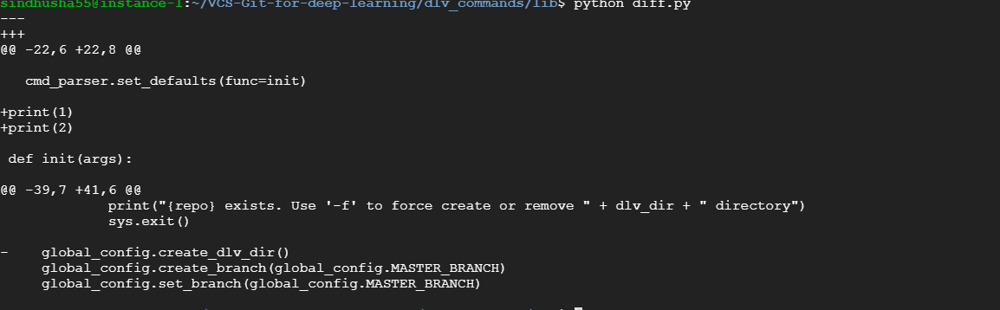 sindhusha55@instance-1:~/VCS-Git-for-deep-learning/dlv_commands/lib$ python diff.py
---
+++
@@ -22,6 +22,8 @@
cmd_parser.set_defaults(func=init)
+print(1)
+print(2)
def init(args):
@@ -39,7 +41,6 @@
print("{repo} exists. Use '-f' to force create or remove " + dlv_dir + " directory")
sys.exit()
-    global_config.create_dlv_dir()
global_config.create_branch(global_config.MASTER_BRANCH)
global_config.set_branch(global_config.MASTER_BRANCH)